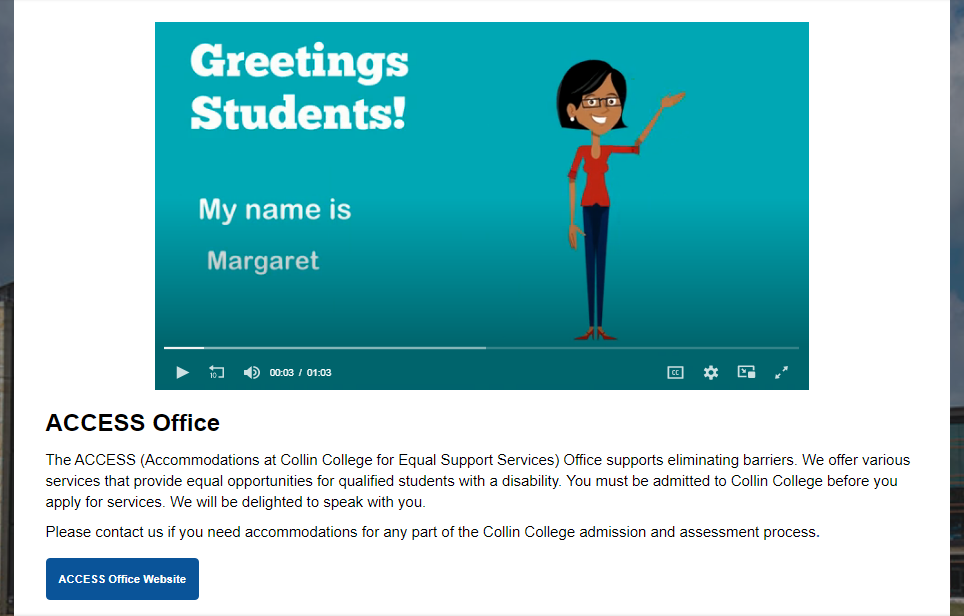 Greetings
Students!
My name is
Margaret
10
00:03 / 01:03
CC
ACCESS Office
The ACCESS (Accommodations at Collin College for Equal Support Services) Office supports eliminating barriers. We offer various
services that provide equal opportunities for qualified students with a disability. You must be admitted to Collin College before you
apply for services. We will be delighted to speak with you.
Please contact us if you need accommodations for any part of the Collin College admission and assessment process.
ACCESS Office Website